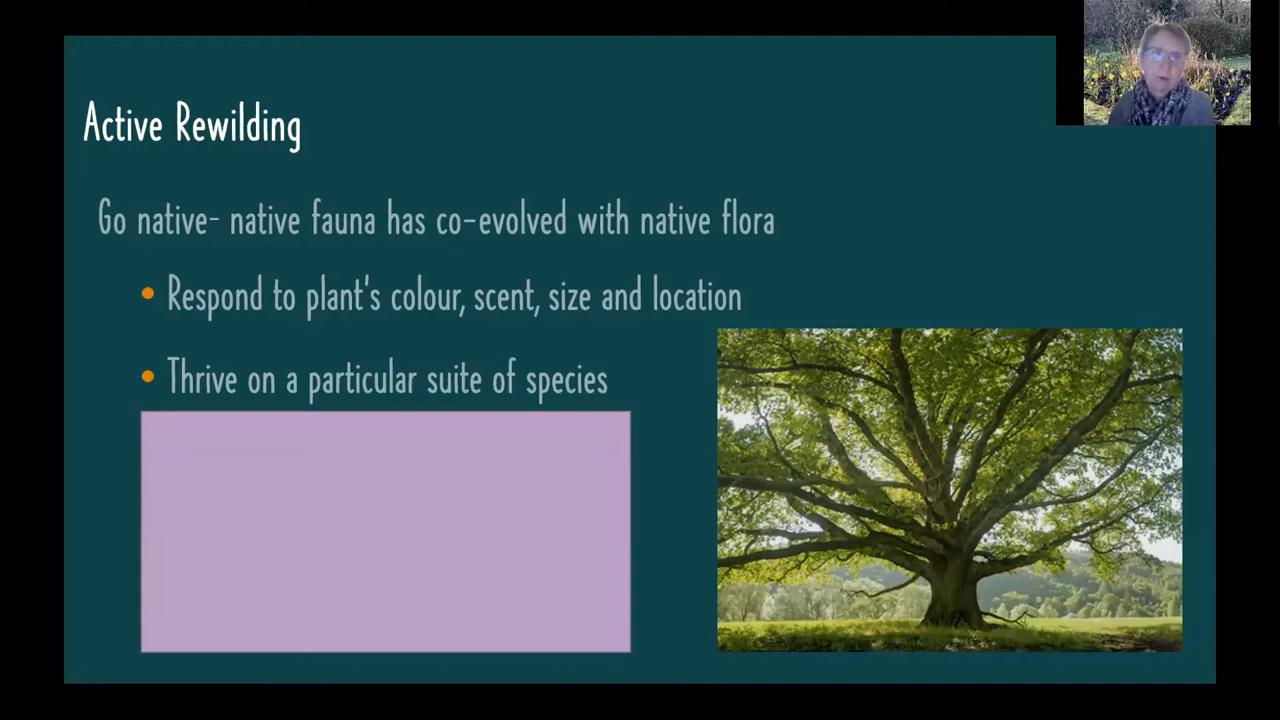 Active Rewilding
Go native- native fauna has co-evolved with native flora
• Respond to plant's colour, scent, size and location
• Thrive on a particular suite of species